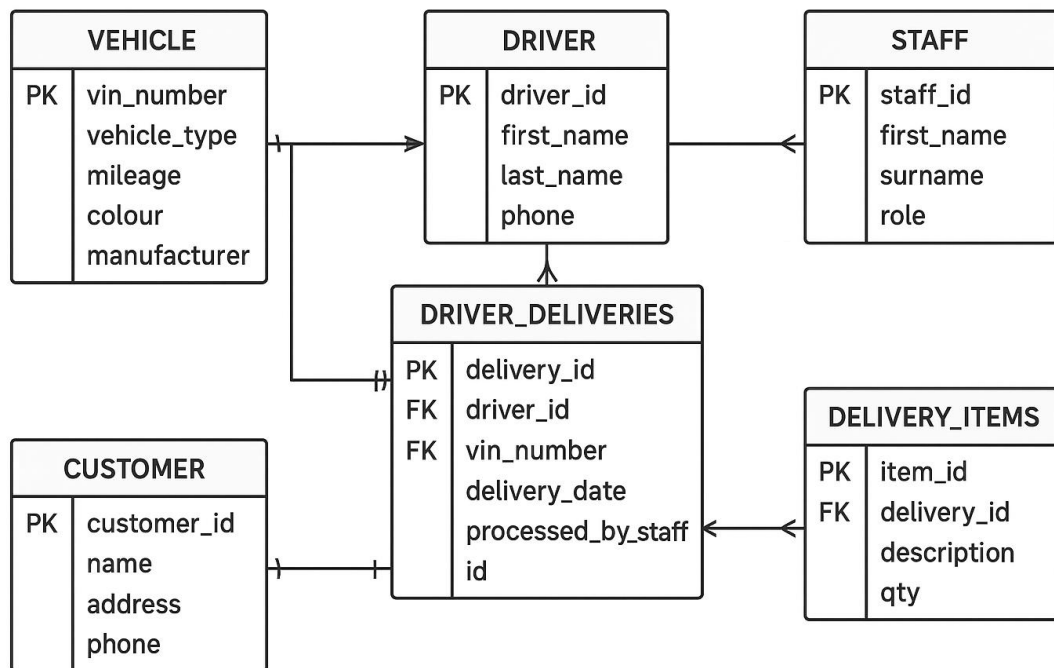 VEHICLE
PK vin_number
vehicle_type
mileage
colour
manufacturer
DRIVER
PK driver_id
first_name
last_name
phone
STAFF
PK staff_id
first_name
surname
role
DRIVER_DELIVERIES
PK delivery_id
FK driver_id
FK vin_number
delivery_date
processed_by_staff
id
CUSTOMER
PK customer_id
name
address
phone
DELIVERY_ITEMS
PK item_id
FK delivery_id
description
qty